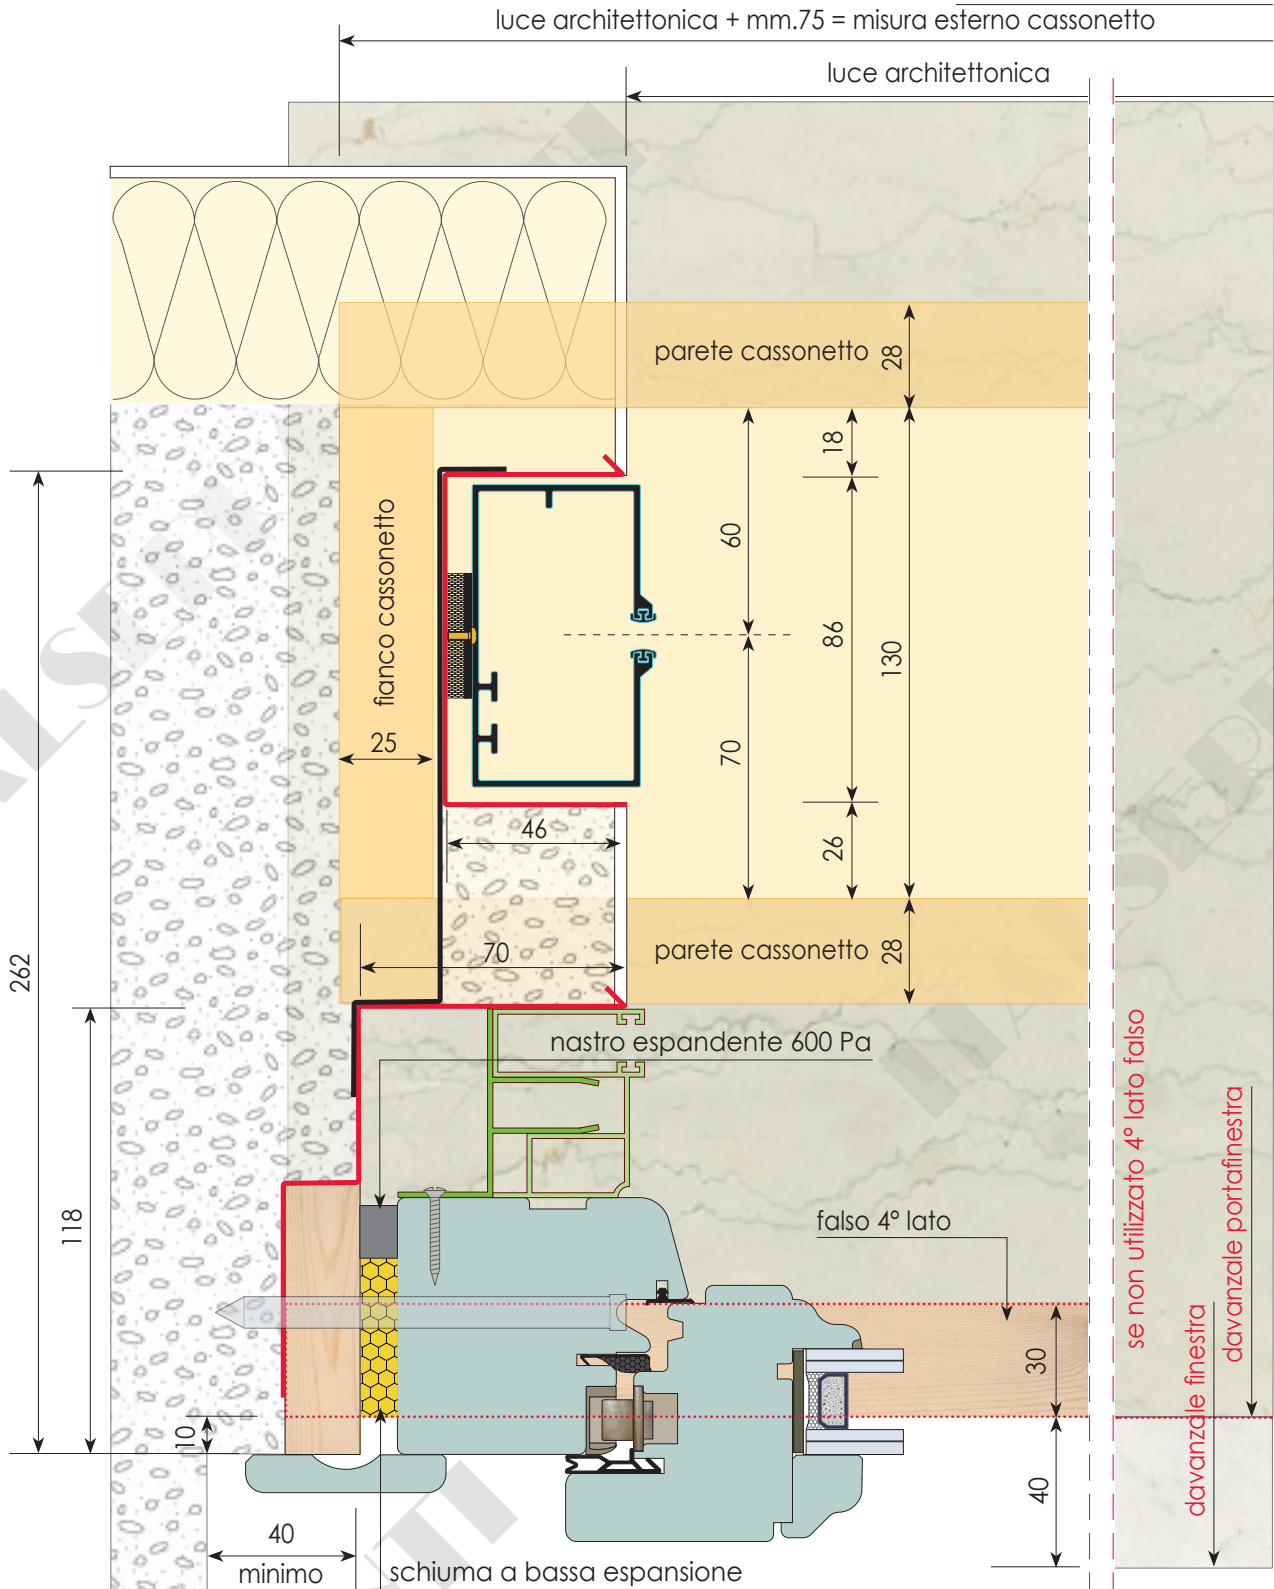 luce architettonica + mm.75 = misura esterno cassonetto
luce architettonica
parete cassonetto
28
18
60
86
130
fianco cassonetto
25
70
46
26
70
parete cassonetto
28
262
nastro espandente 600 Pa
118
falso 4° lato
30
10
40
40
minimo
schiuma a bassa espansione
se non utilizzato 4° lato falso
davanzale portafinestra
davanzale finestra